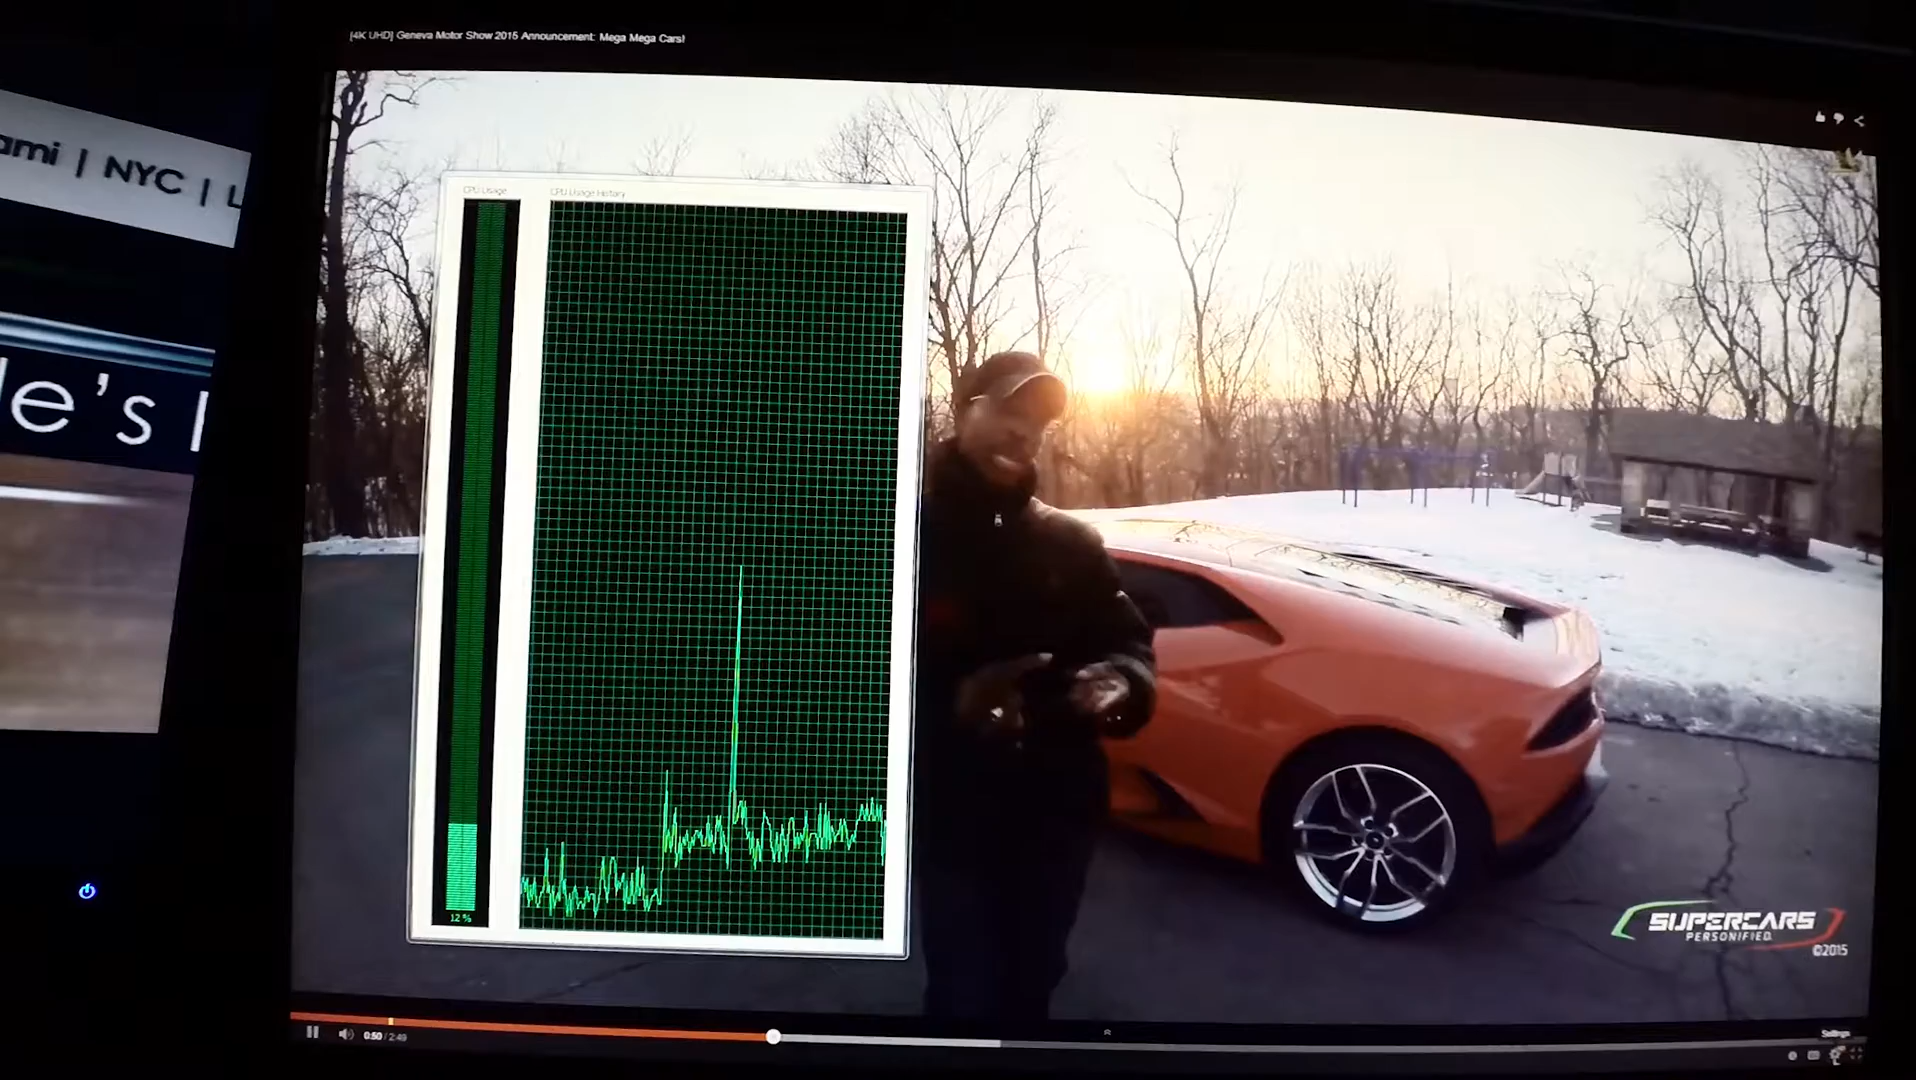 [4K UHD] Geneva Motor Show 2015 Announcement: Mega Mega Cars!
ami | NYC | L
CPU Usage
CPU Usage History
le's
12 %
SUPERCARS
PERSONIFIED
©2015
0:50 / 2:49
Settings